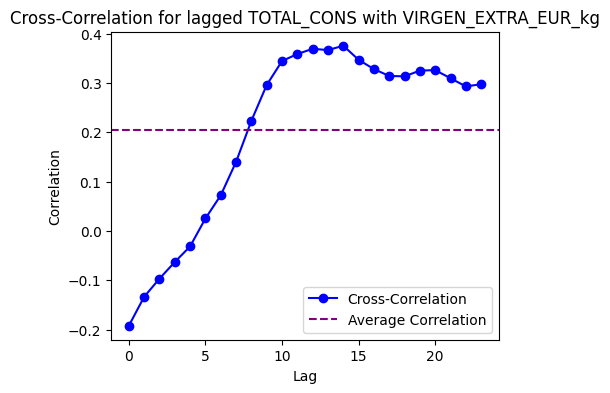 Cross-Correlation for lagged TOTAL_CONS with VIRGEN_EXTRA_EUR_kg
0.4
0.3
0.2
0.1
0.0
−0.1
−0.2
Correlation
0 5 10 15 20
Lag
Cross-Correlation
Average Correlation